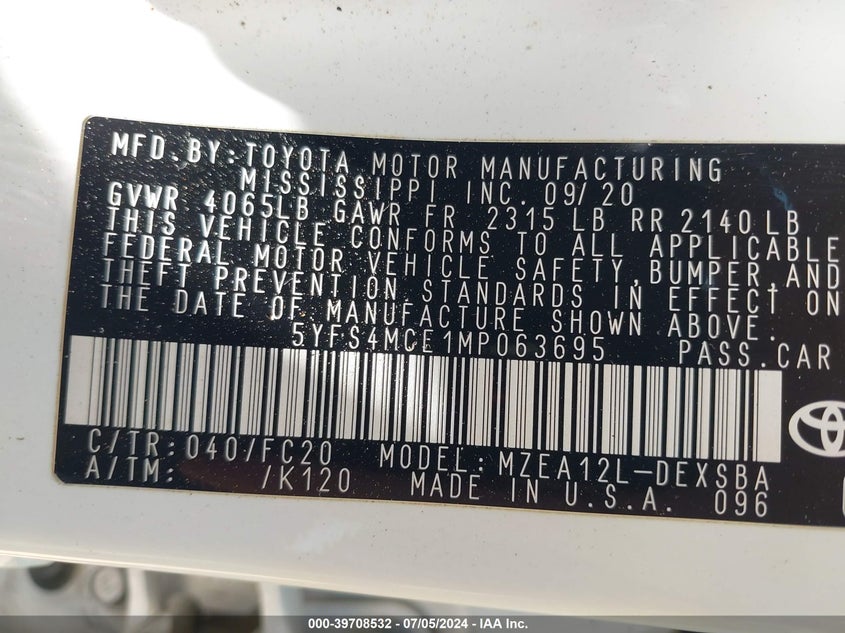 MFD. BY: TOYOTA MOTOR MANUFACTURING
MISSISSIPPI INC. 09/20
GVWR 4065LB GAWR FR 2315 LB RR 2140 LB
THIS VEHICLE CONFORMS TO ALL APPLICABLE
FEDERAL MOTOR VEHICLE SAFETY, BUMPER, AND
THEFT PREVENTION STANDARDS IN EFFECT ON
THE DATE OF MANUFACTURE SHOWN ABOVE.
5YFS4MCE1MP063695 PASS.CAR
C/TR: 040/FC20 MODEL: MZEA12L-DEXSBA
A/TM: /K120 MADE IN U.S.A. 096
000-39708532 / 07/05/2024 - IAA Inc.